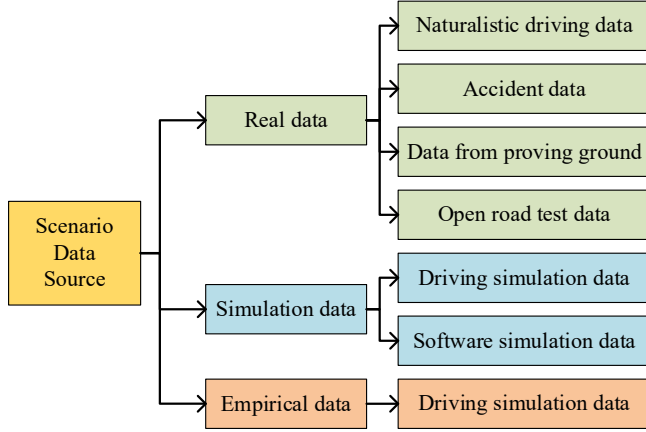 Scenario
Data
Source
Real data
Naturalistic driving data
Accident data
Data from proving ground
Open road test data
Simulation data
Driving simulation data
Software simulation data
Empirical data
Driving simulation data